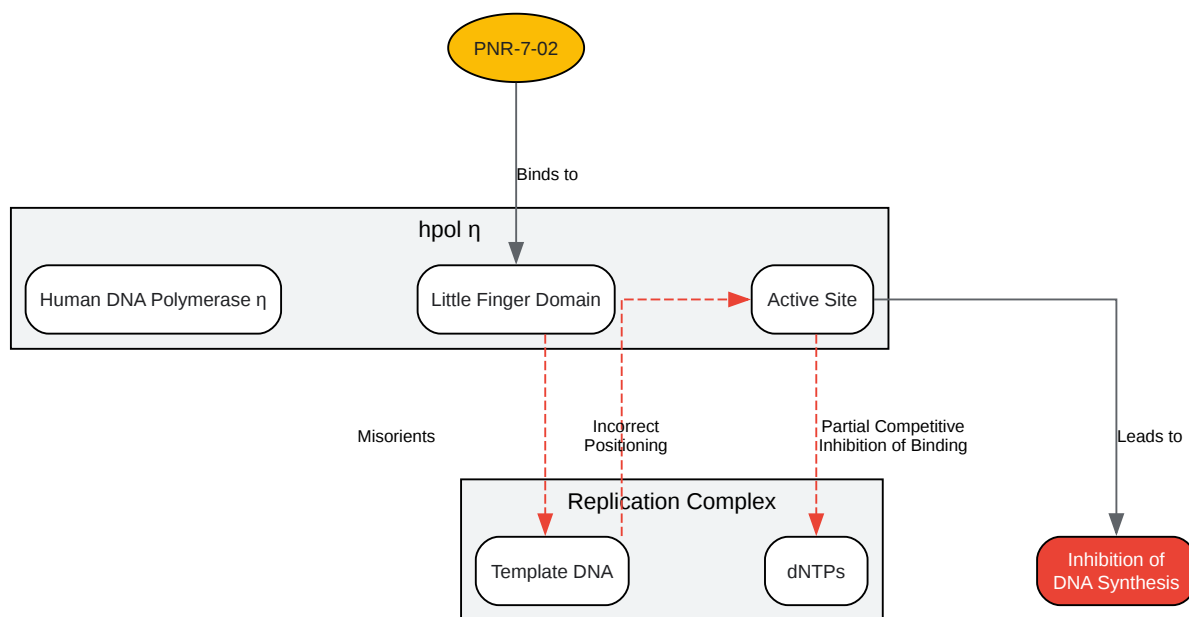 PNR-7-02
Binds to
hpol η
Human DNA Polymerase η
Little Finger Domain
Active Site
Misorients
Incorrect
Positioning
Partial Competitive
Inhibition of Binding
Leads to
Replication Complex
Template DNA
dNTPs
Inhibition of
DNA Synthesis